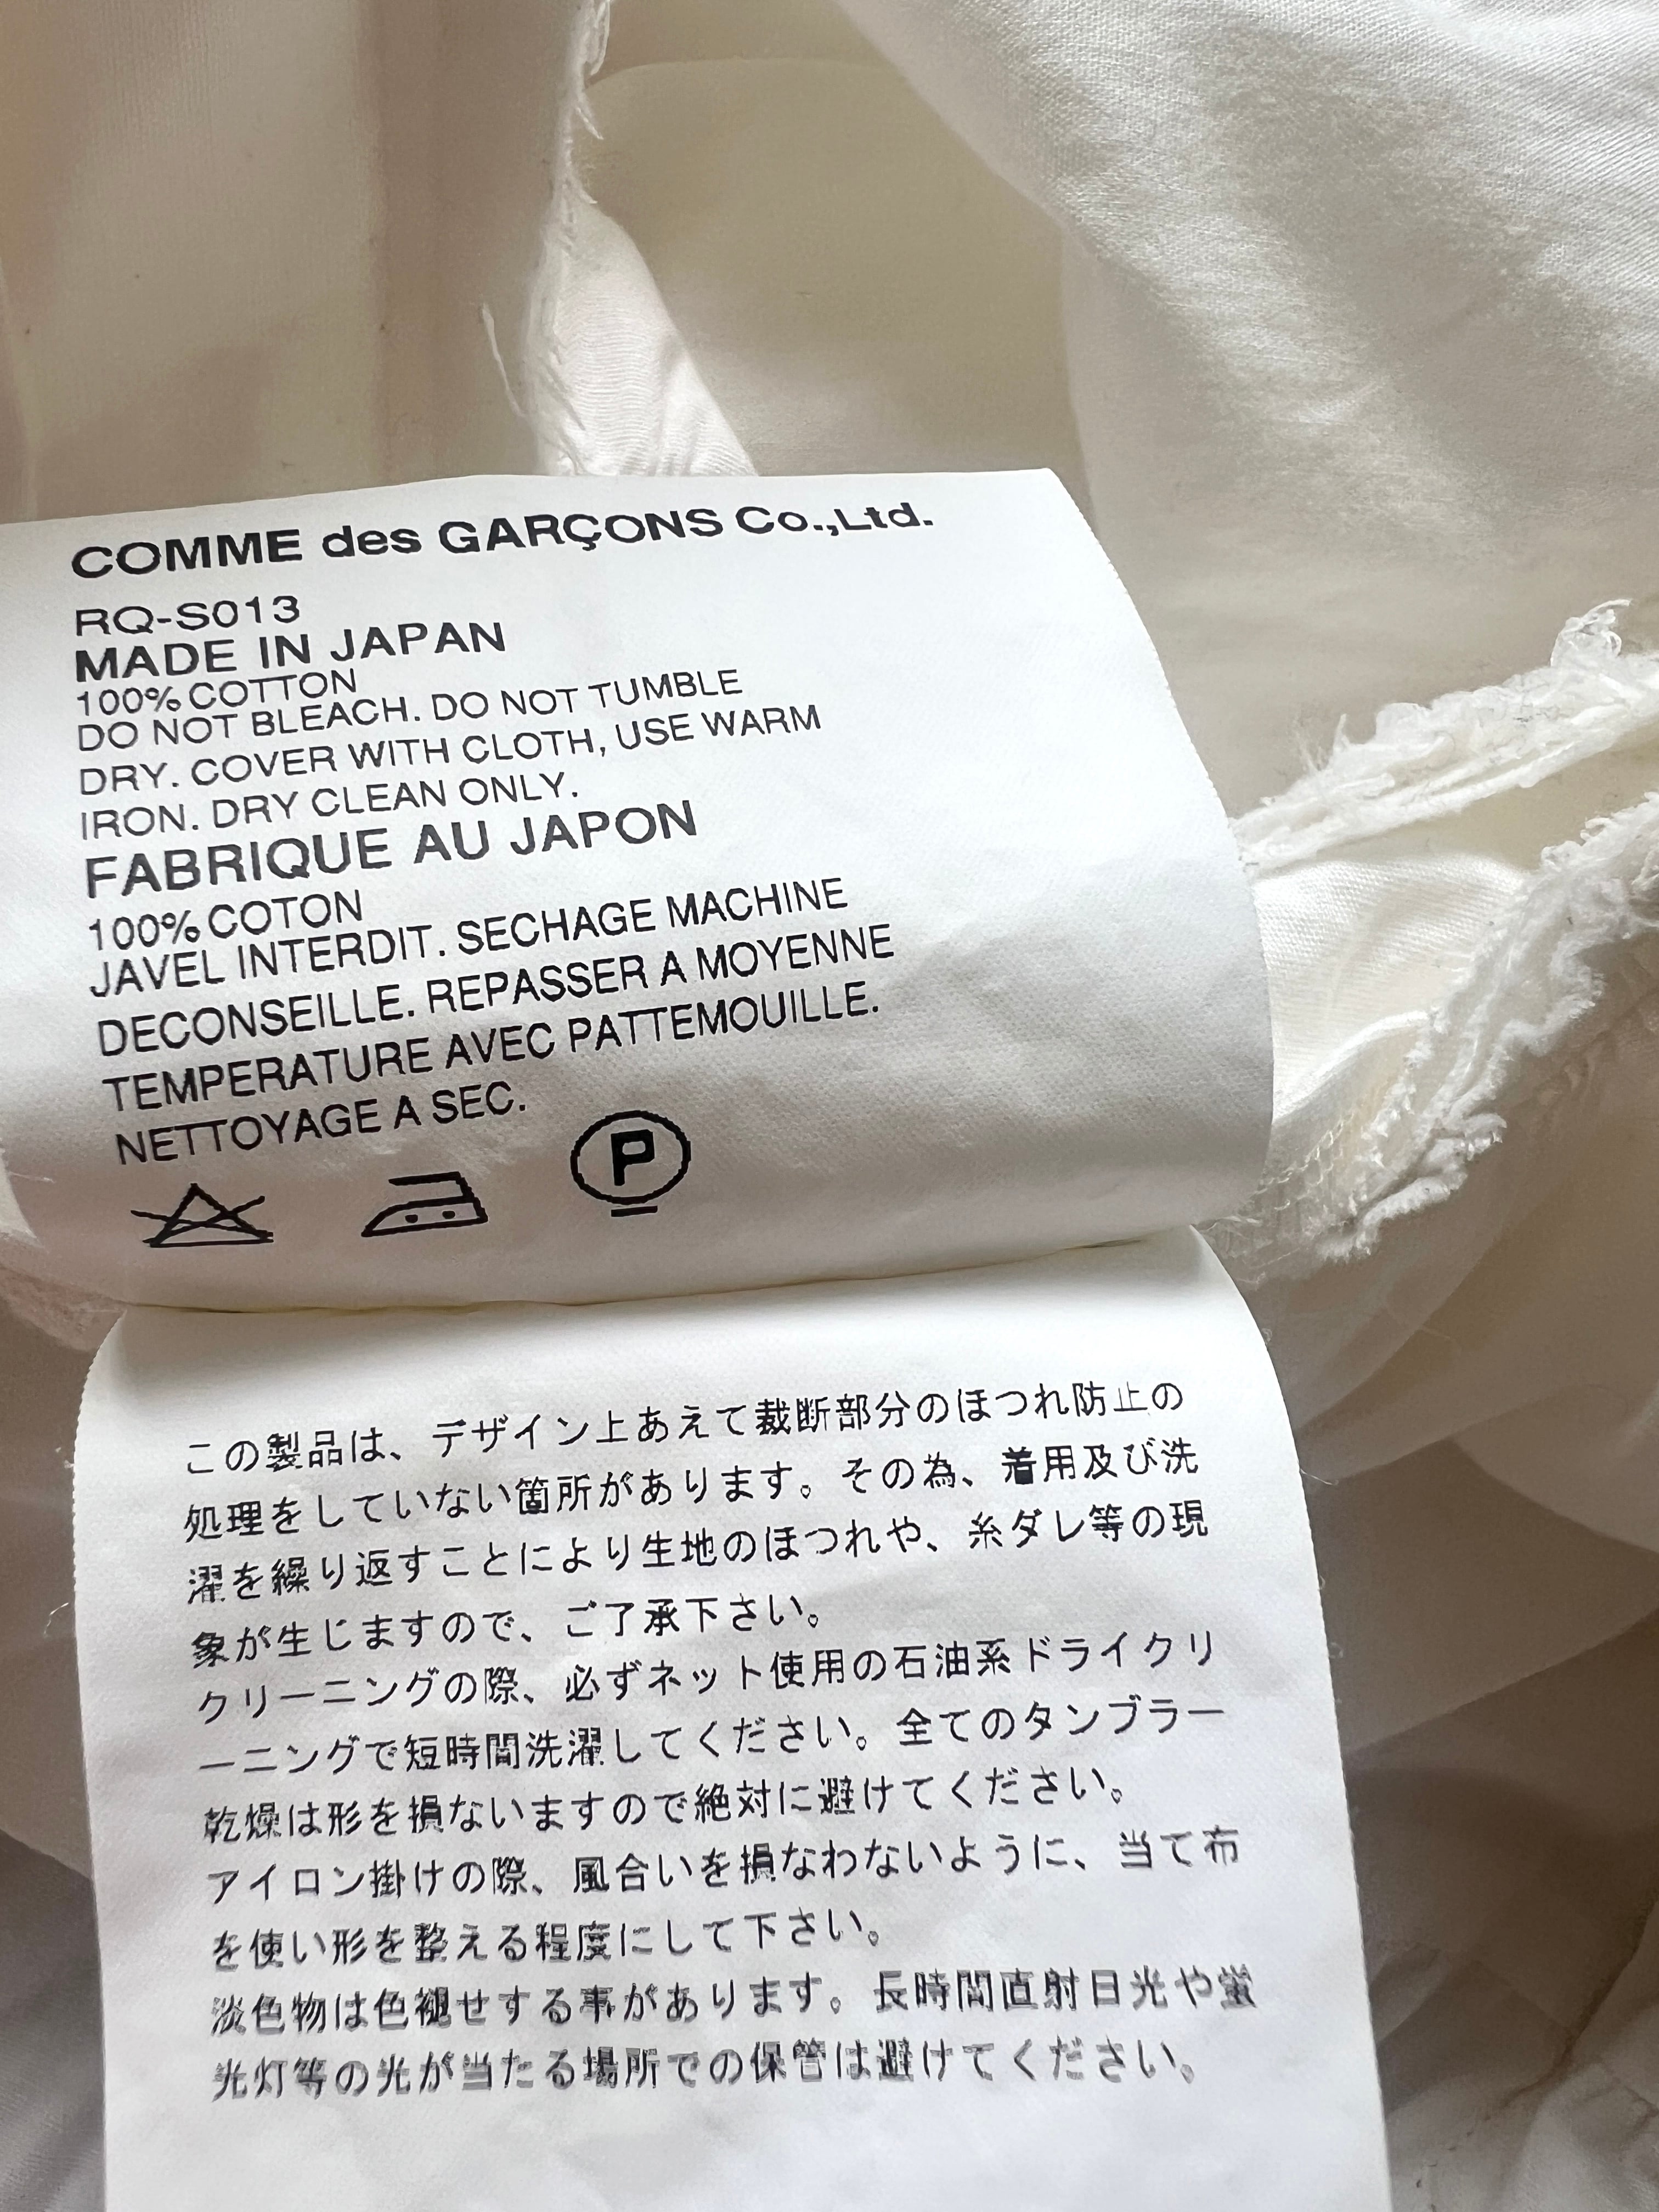 COMME des GARÇONS Co.,Ltd.
RQ-S013
MADE IN JAPAN
100% COTTON
DO NOT BLEACH. DO NOT TUMBLE
DRY. COVER WITH CLOTH, USE WARM
IRON. DRY CLEAN ONLY.
FABRIQUE AU JAPON
100% COTON
JAVEL INTERDIT. SECHAGE MACHINE
DECONSEILLE. REPASSER A MOYENNE
TEMPERATURE AVEC PATTEMOUILLE.
NETTOYAGE A SEC.
P
この製品は、デザイン上あえて裁断部分のほつれ防止の
処理をしていない箇所があります。その為、着用及び洗
濯を繰り返すことにより生地のほつれや、糸ダレ等の現
象が生じますので、ご了承下さい。
クリーニングの際、必ずネット使用の石油系ドライクリ
ーニングで短時間洗濯してください。全てのタンブラー
乾燥は形を損ないますので絶対に避けてください。
アイロン掛けの際、風合いを損なわないように、当て布
を使い形を整える程度にして下さい。
淡色物は色褪せする事があります。長時間直射日光や蛍
光灯等の光が当たる場所での保管は避けてください。